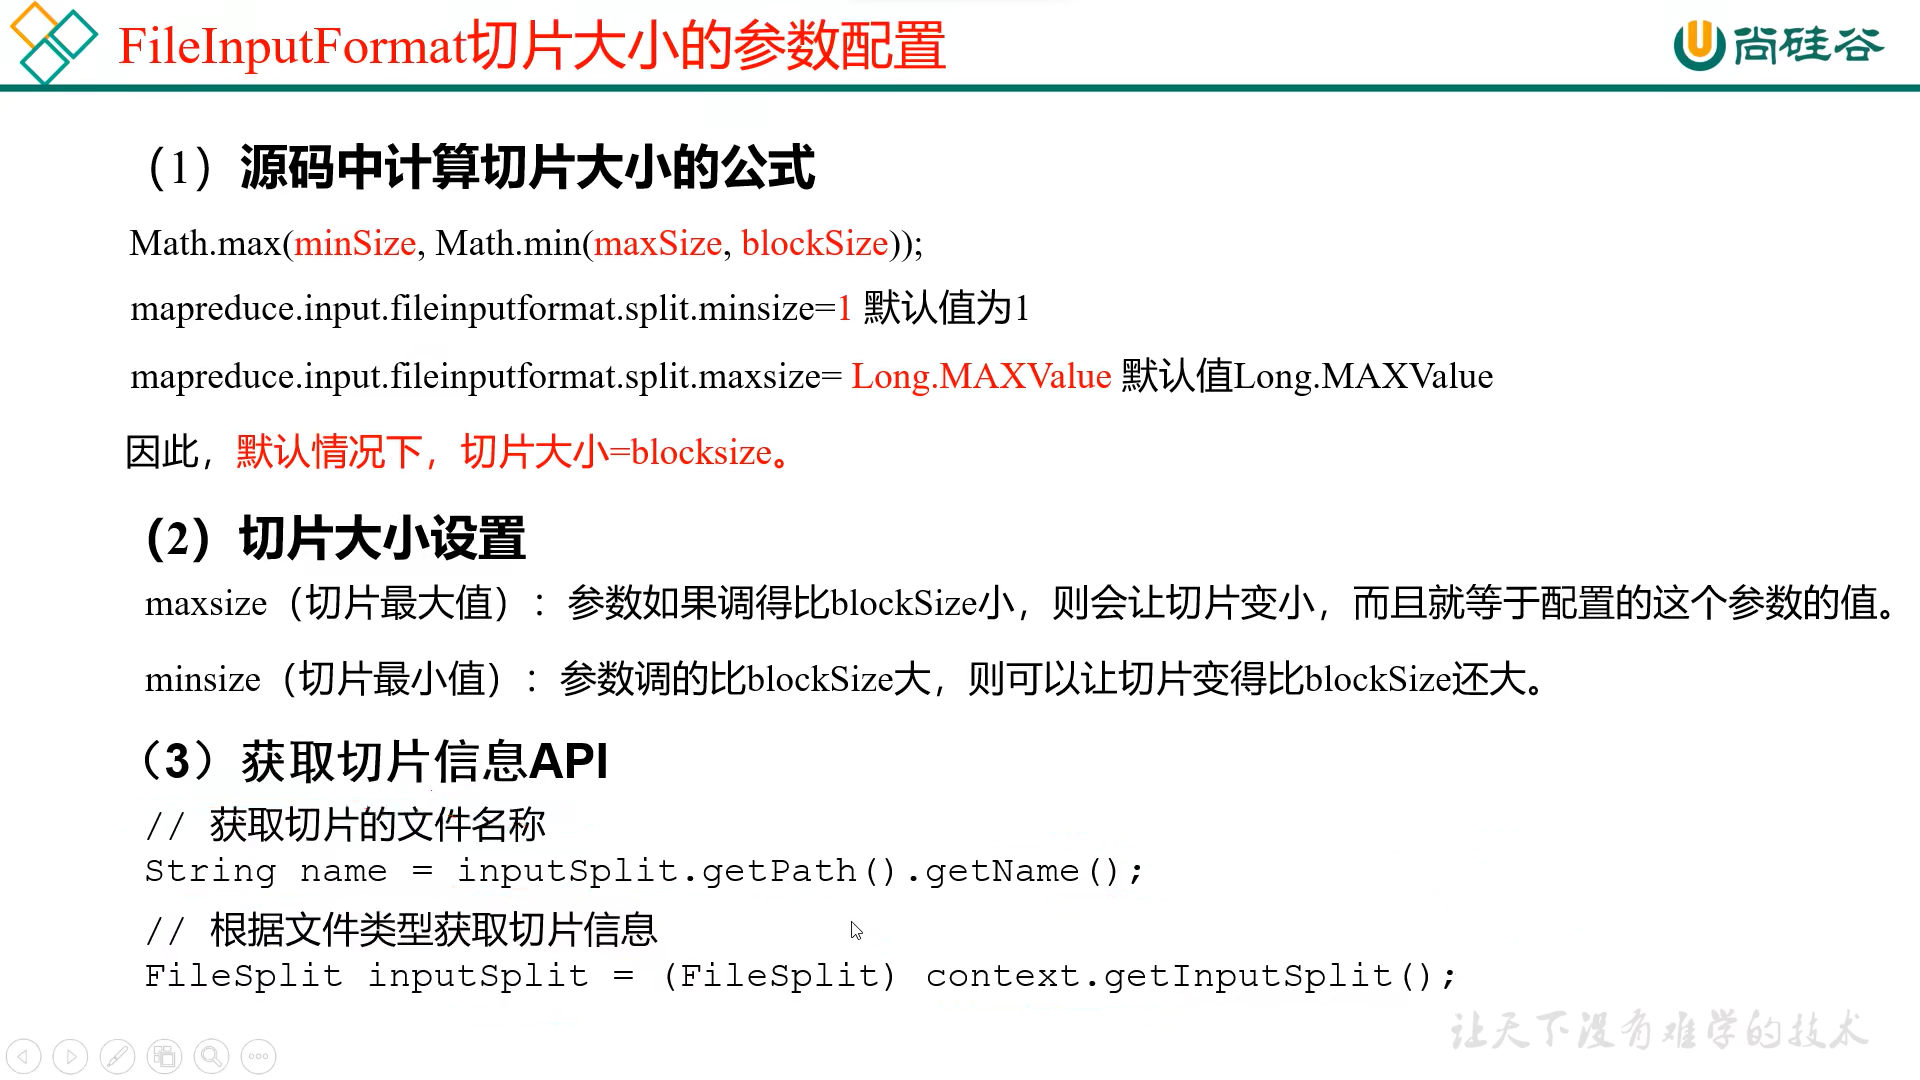 FileInputFormat切片大小的参数配置
尚硅谷
（1）源码中计算切片大小的公式
Math.max(minSize, Math.min(maxSize, blockSize));
mapreduce.input.fileinputformat.split.minsize=1 默认值为1
mapreduce.input.fileinputformat.split.maxsize= Long.MAXValue 默认值Long.MAXValue
因此，默认情况下，切片大小=blocksize。
（2）切片大小设置
maxsize（切片最大值）：参数如果调得比blockSize小，则会让切片变小，而且就等于配置的这个参数的值。
minsize（切片最小值）：参数调的比blockSize大，则可以让切片变得比blockSize还大。
（3）获取切片信息API
// 获取切片的文件名称
String name = inputSplit.getPath().getName();
// 根据文件类型获取切片信息
FileSplit inputSplit = (FileSplit) context.getInputSplit();
让天下没有难学的技术